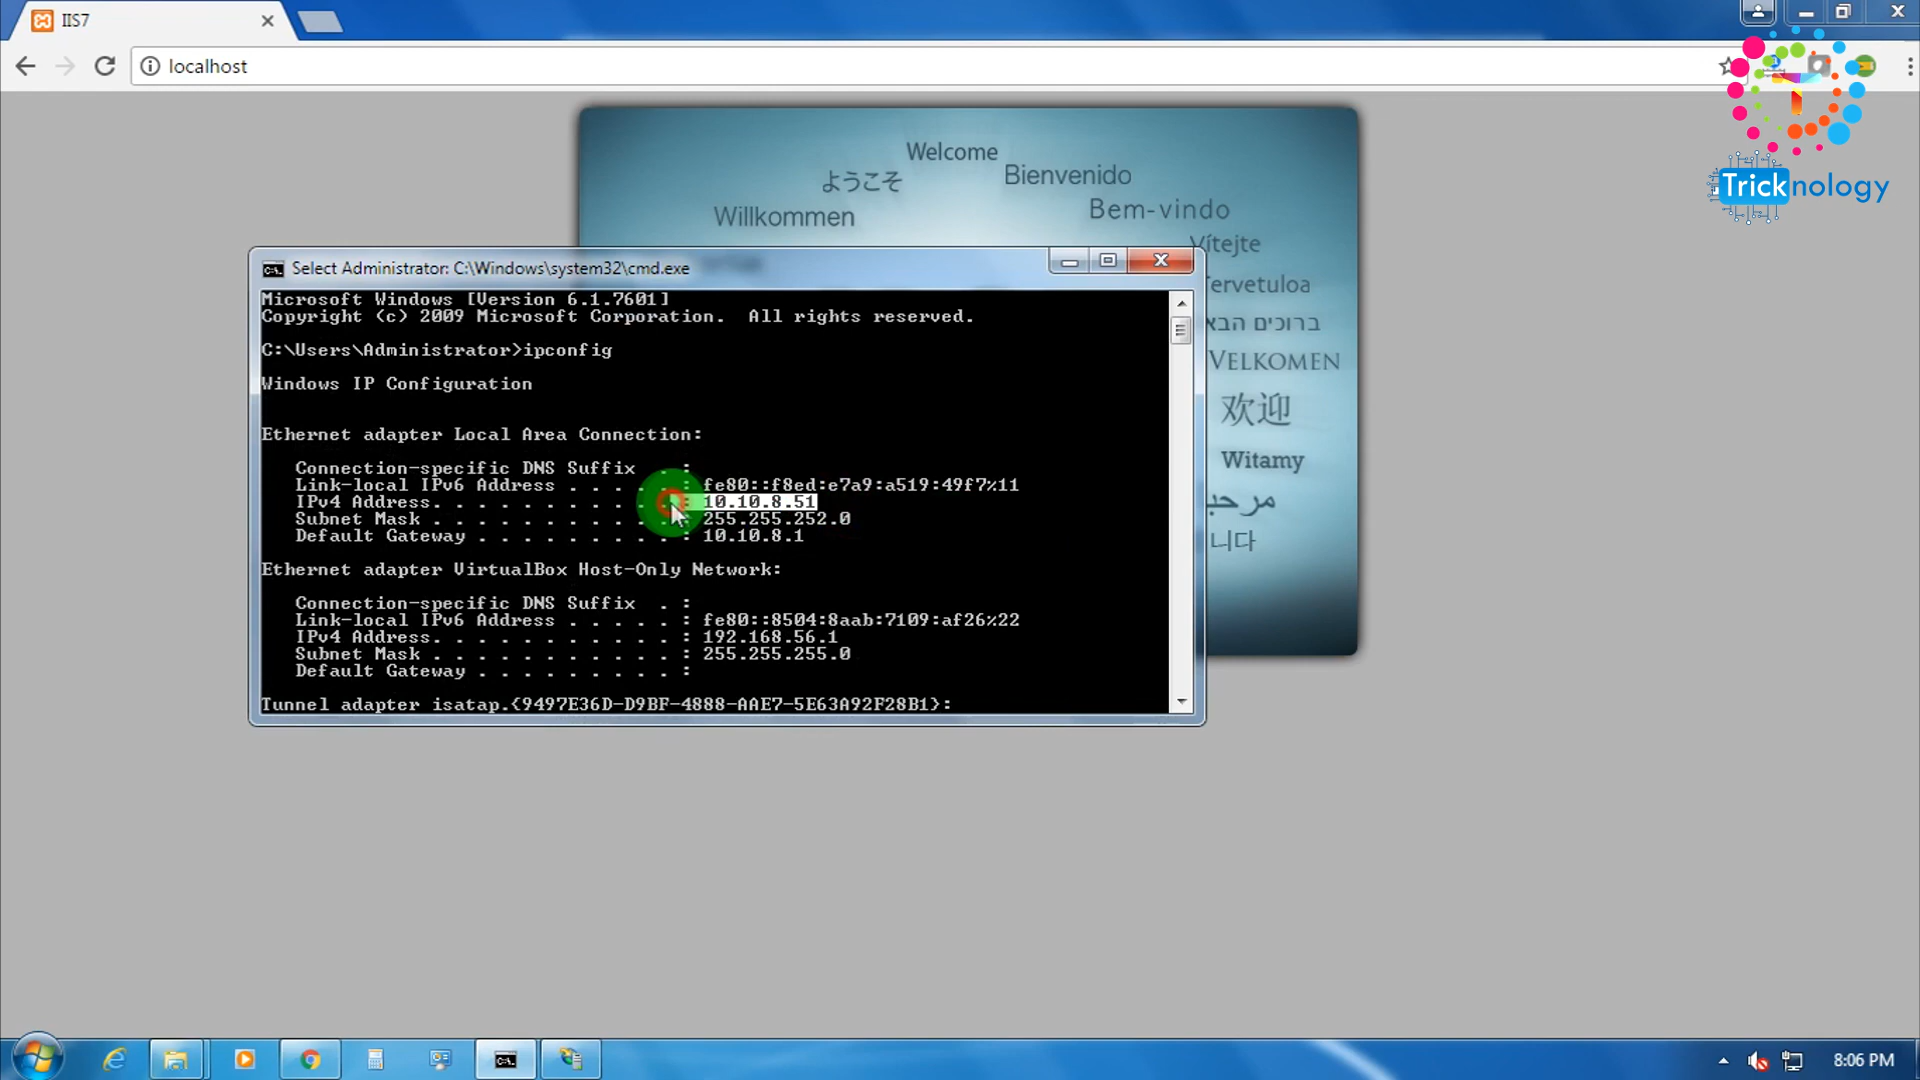 IIS7
localhost
Tricknology
Welcome
ようこそ
Bienvenido
Willkommen
Bem-vindo
Vítejte
Tervetuloa
ברוכים הבא
VELKOMEN
欢迎
Witamy
مرحب
니다
Select Administrator: C:\Windows\system32\cmd.exe
Microsoft Windows [Version 6.1.7601]
Copyright (c) 2009 Microsoft Corporation.  All rights reserved.
C:\Users\Administrator>ipconfig
Windows IP Configuration
Ethernet adapter Local Area Connection:
Connection-specific DNS Suffix  . :
Link-local IPv6 Address . . . . . : fe80::f8ed:e7a9:a519:49f7%11
IPv4 Address. . . . . . . . . . . : 10.10.8.51
Subnet Mask . . . . . . . . . . . : 255.255.252.0
Default Gateway . . . . . . . . . : 10.10.8.1
Ethernet adapter VirtualBox Host-Only Network:
Connection-specific DNS Suffix  . :
Link-local IPv6 Address . . . . . : fe80::8504:8aab:7109:af26%22
IPv4 Address. . . . . . . . . . . : 192.168.56.1
Subnet Mask . . . . . . . . . . . : 255.255.255.0
Default Gateway . . . . . . . . . :
Tunnel adapter isatap.{9497E36D-D9BF-4888-AAE7-5E63A92F28B1}:
8:06 PM